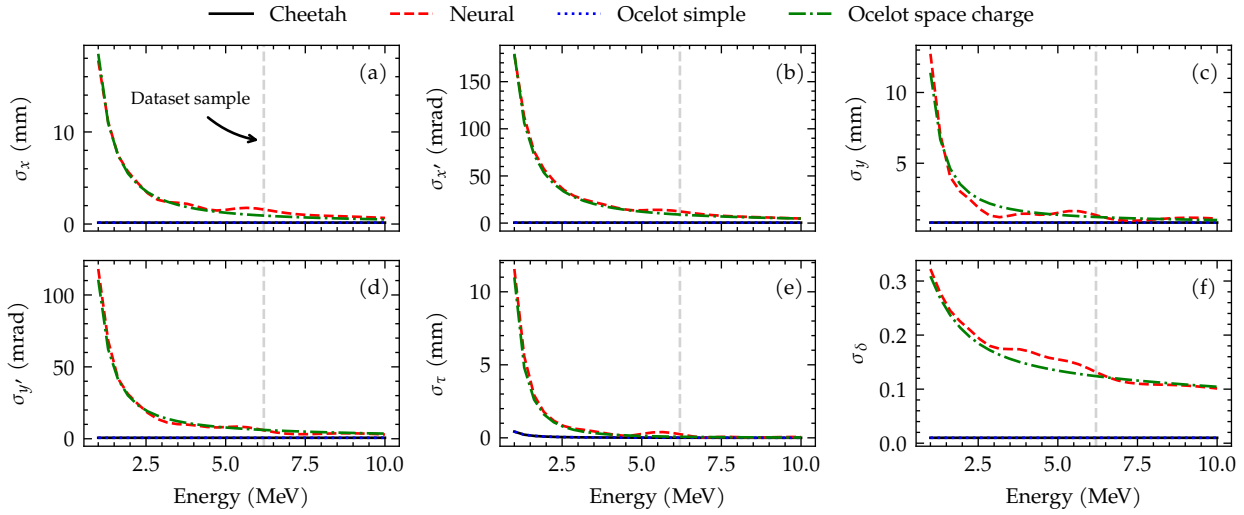 Cheetah Neural Ocelot simple Ocelot space charge
(a) (b) (c)
Dataset sample
σx (mm)
0
10
σx′ (mrad)
0
50
100
150
σy (mm)
5
10
(d) (e) (f)
σy′ (mrad)
0
50
100
στ (mm)
0
5
10
σδ
0.0
0.1
0.2
0.3
2.5 5.0 7.5 10.0 2.5 5.0 7.5 10.0 2.5 5.0 7.5 10.0
Energy (MeV) Energy (MeV) Energy (MeV)